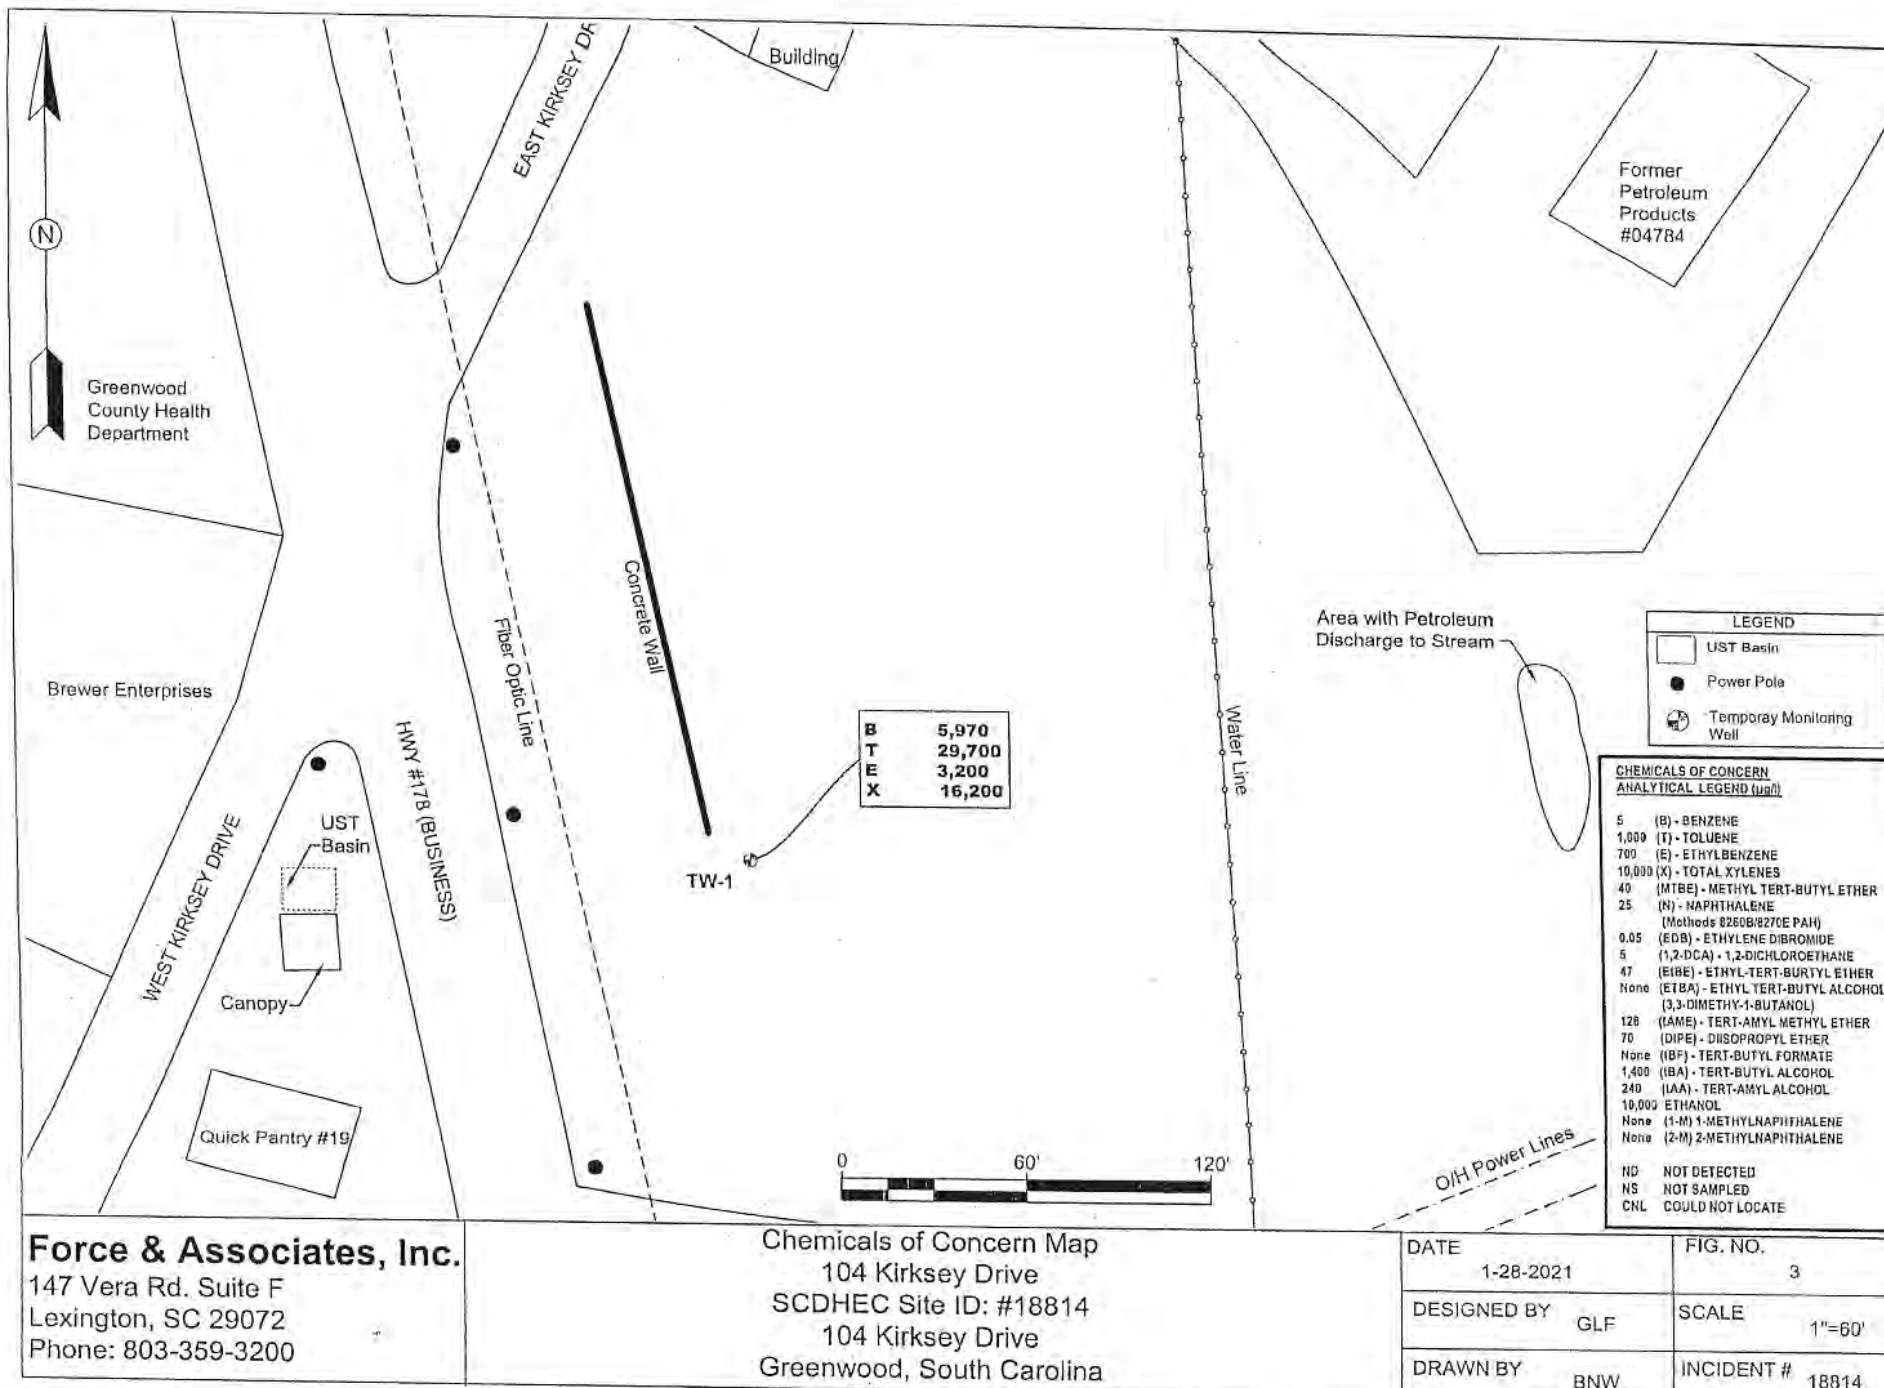 Building
EAST KIRKSEY DR
N
Former
Petroleum
Products
#04784
Greenwood
County Health
Department
Concrete Wall
Fiber Optic Line
Brewer Enterprises
HWY #178 (BUSINESS)
Water Line
Area with Petroleum
Discharge to Stream
LEGEND
UST Basin
Power Pole
Temporay Monitoring
Well
B 5,970
T 29,700
E 3,200
X 16,200
TW-1
UST
Basin
WEST KIRKSEY DRIVE
Canopy
Quick Pantry #19
CHEMICALS OF CONCERN
ANALYTICAL LEGEND (µg/l)
5 (B) - BENZENE
1,000 (T) - TOLUENE
700 (E) - ETHYLBENZENE
10,000 (X) - TOTAL XYLENES
40 (MTBE) - METHYL TERT-BUTYL ETHER
25 (N) - NAPHTHALENE
(Methods 8260B/8270E PAH)
0.05 (EDB) - ETHYLENE DIBROMIDE
5 (1,2-DCA) - 1,2-DICHLOROETHANE
47 (EtBE) - ETHYL-TERT-BURTYL ETHER
None (ETBA) - ETHYL TERT-BUTYL ALCOHOL
(3,3-DIMETHY-1-BUTANOL)
128 (tAME) - TERT-AMYL METHYL ETHER
70 (DIPE) - DIISOPROPYL ETHER
None (tBF) - TERT-BUTYL FORMATE
1,400 (tBA) - TERT-BUTYL ALCOHOL
240 (tAA) - TERT-AMYL ALCOHOL
10,000 ETHANOL
None (1-M) 1-METHYLNAPHTHALENE
None (2-M) 2-METHYLNAPHTHALENE
ND NOT DETECTED
NS NOT SAMPLED
CNL COULD NOT LOCATE
0 60' 120'
O/H Power Lines
Force & Associates, Inc.
147 Vera Rd. Suite F
Lexington, SC 29072
Phone: 803-359-3200
Chemicals of Concern Map
104 Kirksey Drive
SCDHEC Site ID: #18814
104 Kirksey Drive
Greenwood, South Carolina
DATE
1-28-2021
FIG. NO.
3
DESIGNED BY GLF
SCALE 1"=60'
DRAWN BY BNW
INCIDENT # 18814